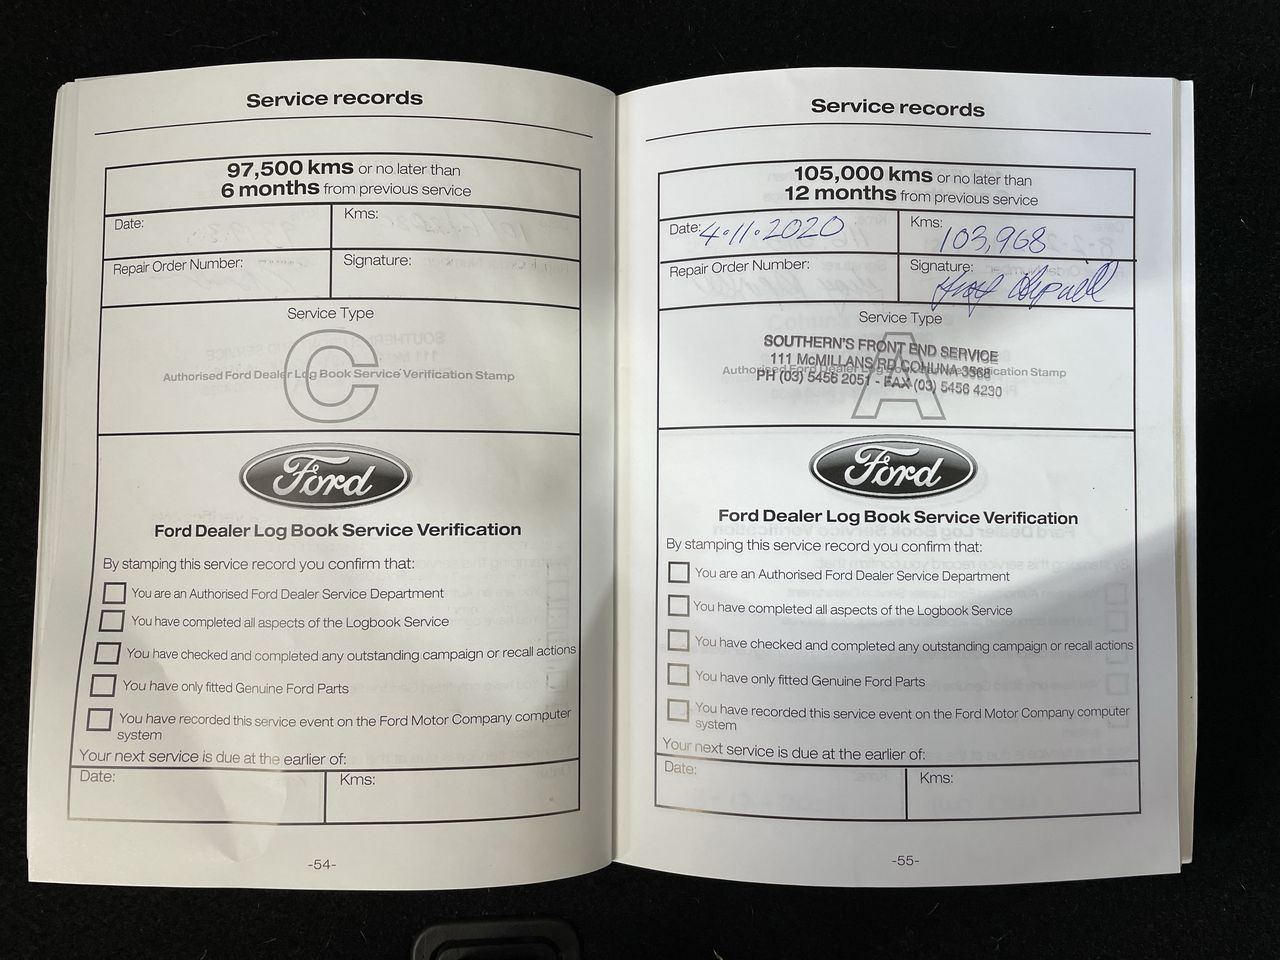 Service records
97,500 kms or no later than
6 months from previous service
Date:
Kms:
Repair Order Number:
Signature:
Service Type
C
Authorised Ford Dealer Log Book Service Verification Stamp
Ford
Ford Dealer Log Book Service Verification
By stamping this service record you confirm that:
You are an Authorised Ford Dealer Service Department
You have completed all aspects of the Logbook Service
You have checked and completed any outstanding campaign or recall actions
You have only fitted Genuine Ford Parts
You have recorded this service event on the Ford Motor Company computer
system
Your next service is due at the earlier of:
Date:
Kms:
-54-
Service records
105,000 kms or no later than
12 months from previous service
Date: 4.11.2020
Kms: 103,968
Repair Order Number:
Signature:
Service Type
A
SOUTHERN'S FRONT END SERVICE
111 McMILLANS RD COHUNA 3568
Authorised Ford Dealer Log Book Service Verification Stamp
PH (03) 5456 2051 - FAX (03) 5456 4230
Ford
Ford Dealer Log Book Service Verification
By stamping this service record you confirm that:
You are an Authorised Ford Dealer Service Department
You have completed all aspects of the Logbook Service
You have checked and completed any outstanding campaign or recall actions
You have only fitted Genuine Ford Parts
You have recorded this service event on the Ford Motor Company computer
system
Your next service is due at the earlier of:
Date:
Kms:
-55-